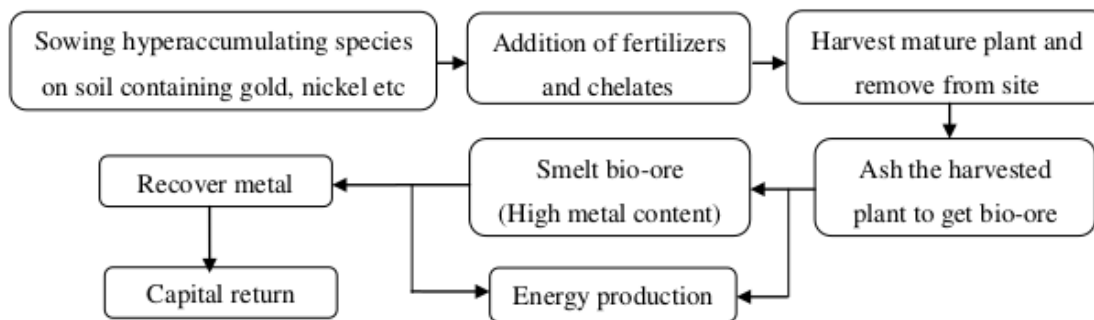 Sowing hyperaccumulating species
on soil containing gold, nickel etc
Addition of fertilizers
and chelates
Harvest mature plant and
remove from site
Ash the harvested
plant to get bio-ore
Smelt bio-ore
(High metal content)
Recover metal
Energy production
Capital return